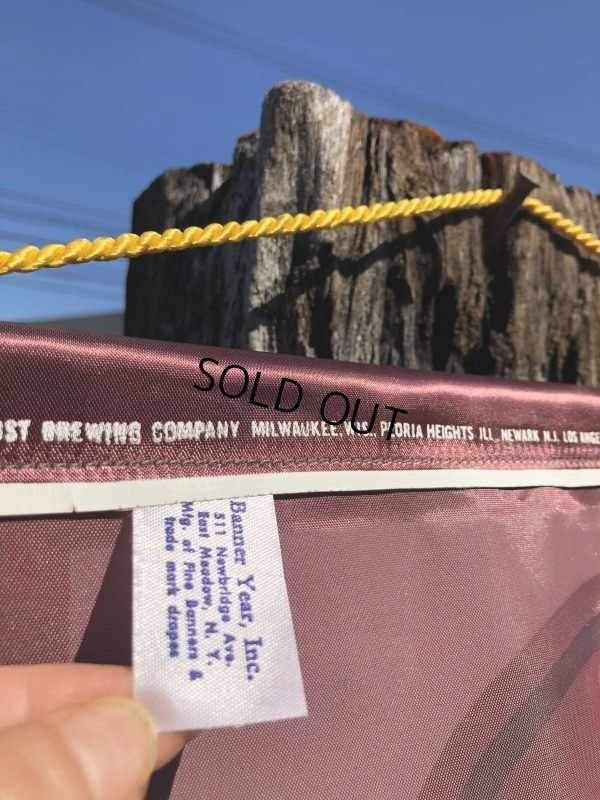 SOLD OUT
BREWING COMPANY MILWAUKEE, WIS., PEORIA HEIGHTS ILL., NEWARK N.J. LOS ANGE
Banner Year, Inc.
511 Newbridge Ave.
East Meadow, N. Y.
Mfg. of Fine Banners &
trade mark drapes